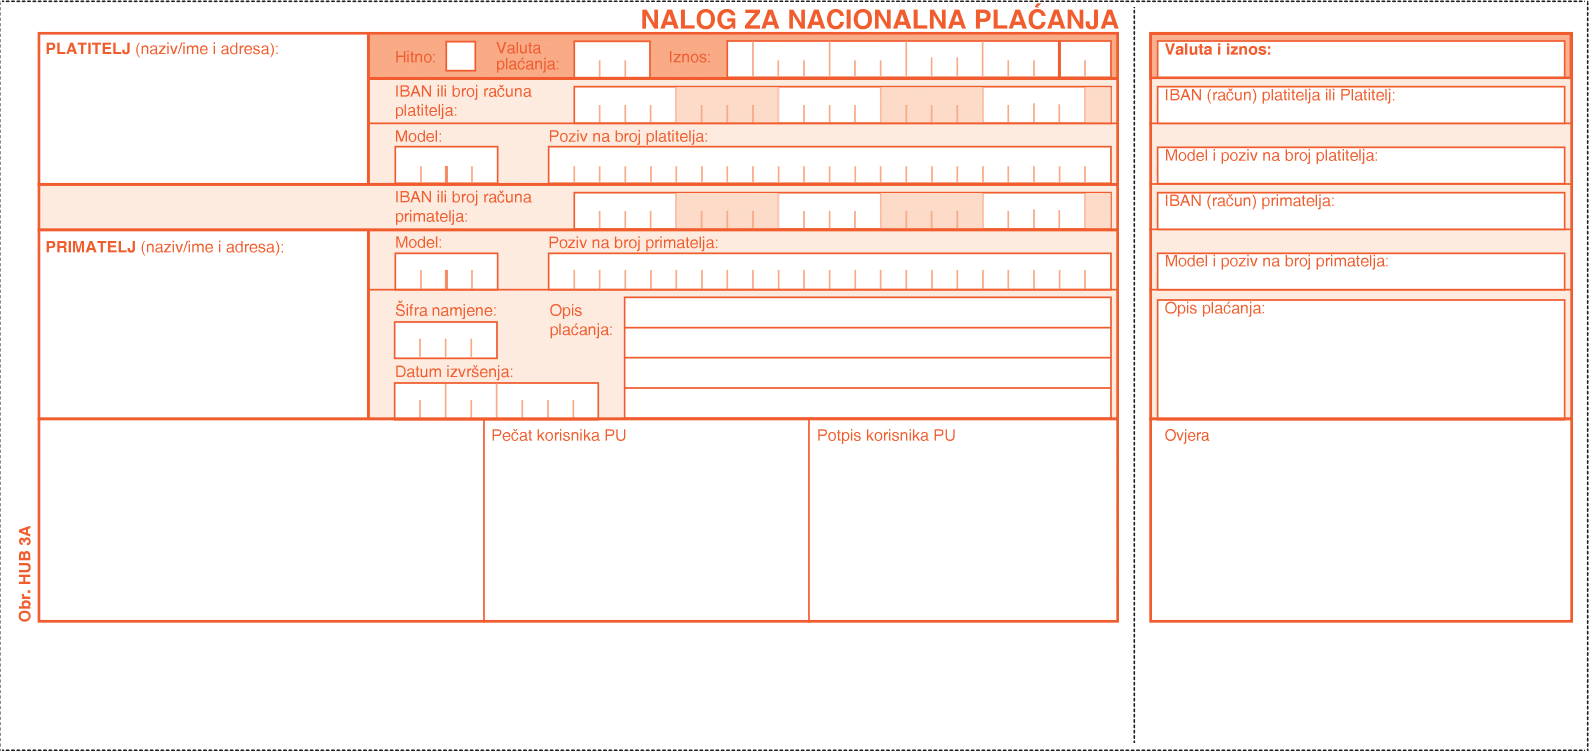 NALOG ZA NACIONALNA PLAĆANJA
PLATITELJ (naziv/ime i adresa):
Hitno:
Valuta
plaćanja:
Iznos:
IBAN ili broj računa
platitelja:
Model:
Poziv na broj platitelja:
IBAN ili broj računa
primatelja:
PRIMATELJ (naziv/ime i adresa):
Model:
Poziv na broj primatelja:
Šifra namjene:
Opis
plaćanja:
Datum izvršenja:
Pečat korisnika PU
Potpis korisnika PU
Obr. HUB 3A
Valuta i iznos:
IBAN (račun) platitelja ili Platitelj:
Model i poziv na broj platitelja:
IBAN (račun) primatelja:
Model i poziv na broj primatelja:
Opis plaćanja:
Ovjera